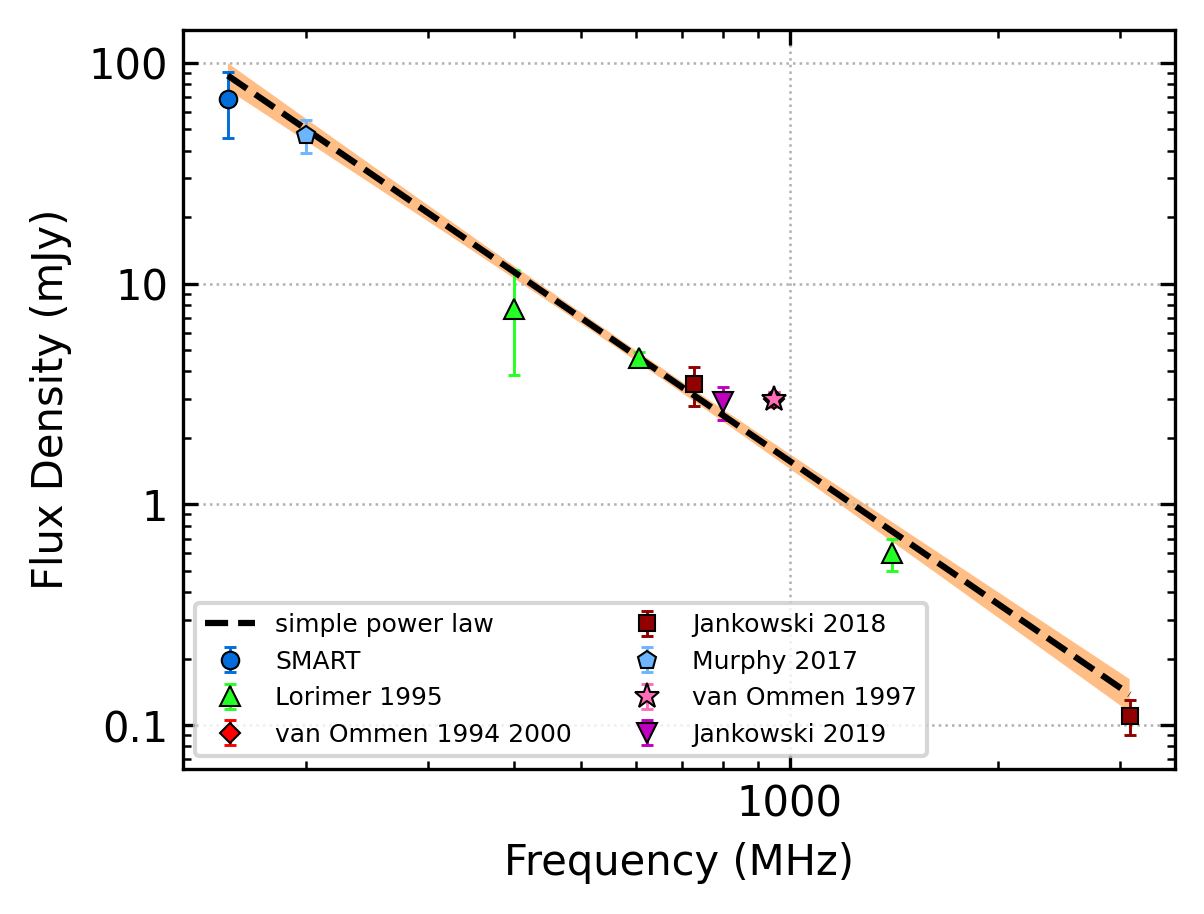 100
10
1
0.1
Flux Density (mJy)
simple power law
SMART
Lorimer 1995
van Ommen 1994 2000
Jankowski 2018
Murphy 2017
van Ommen 1997
Jankowski 2019
1000
Frequency (MHz)